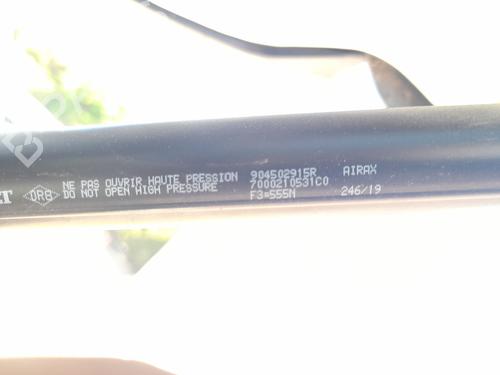 NE PAS OUVRIR HAUTE PRESSION 904502915R AIRAX
DO NOT OPEN HIGH PRESSURE 7000210531C0
F3=555N 246/19